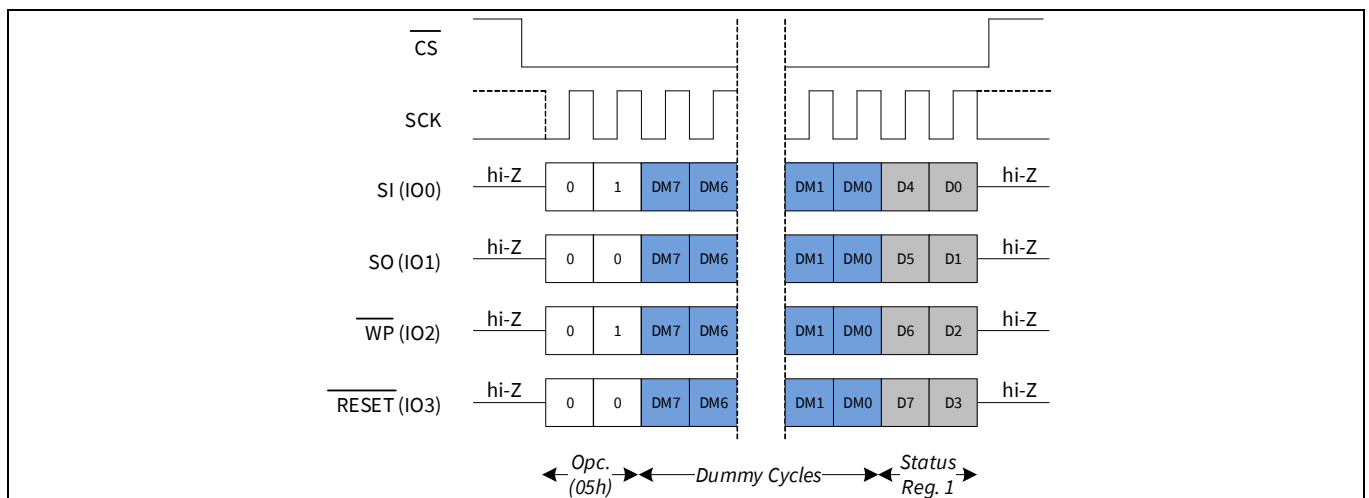 CS
SCK
hi-Z 0 1 DM7 DM6 DM1 DM0 D4 D0 hi-Z
SI (IO0)
hi-Z 0 0 DM7 DM6 DM1 DM0 D5 D1 hi-Z
SO (IO1)
hi-Z 0 1 DM7 DM6 DM1 DM0 D6 D2 hi-Z
WP (IO2)
hi-Z 0 0 DM7 DM6 DM1 DM0 D7 D3 hi-Z
RESET (IO3)
Opc. Dummy Cycles Status
(05h) Reg. 1